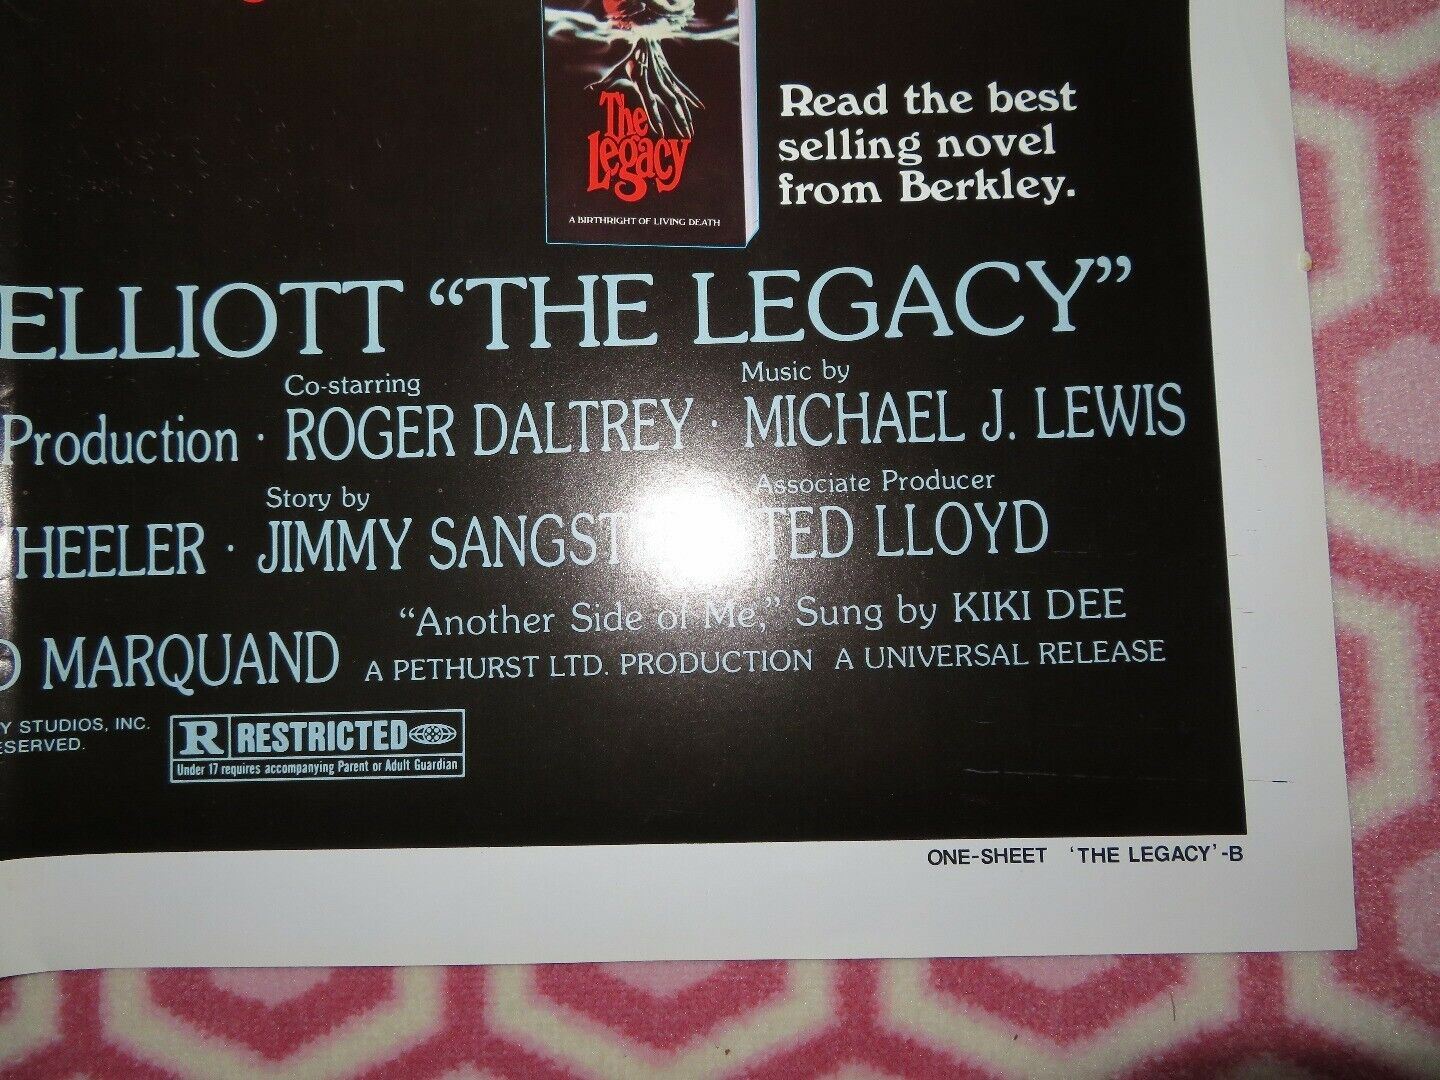 The
Legacy
A BIRTHRIGHT OF LIVING DEATH
Read the best
selling novel
from Berkley.
ELLIOTT "THE LEGACY"
Co-starring Music by
Production · ROGER DALTREY · MICHAEL J. LEWIS
Story by Associate Producer
HEELER · JIMMY TED LLOYD
"Another Side of Me," Sung by KIKI DEE
MARQUAND A PETHURST LTD. PRODUCTION A UNIVERSAL RELEASE
Y STUDIOS, INC.
ESERVED.
R RESTRICTED
Under 17 requires accompanying Parent or Adult Guardian
ONE-SHEET 'THE LEGACY'-B